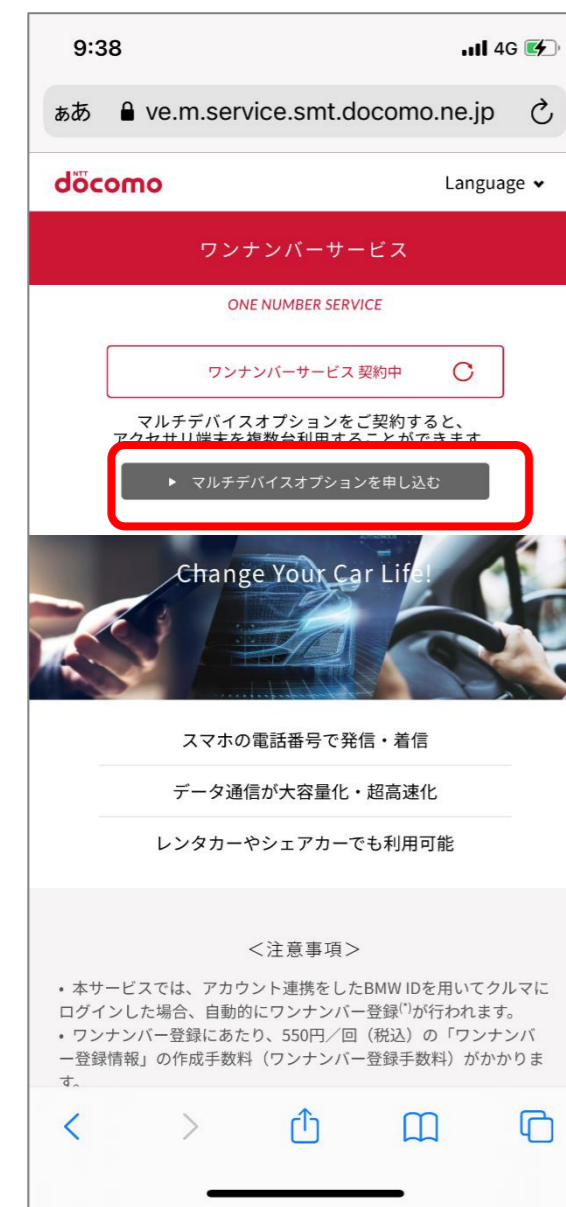 9:38
4G
ぁあ ve.m.service.smt.docomo.ne.jp
NTT
döcomo
Language
ワンナンバーサービス
ONE NUMBER SERVICE
ワンナンバーサービス 契約中
マルチデバイスオプションをご契約すると、
アクセサリ端末を複数台利用することができます
マルチデバイスオプションを申し込む
Change Your Car Life!
スマホの電話番号で発信・着信
データ通信が大容量化・超高速化
レンタカーやシェアカーでも利用可能
＜注意事項＞
・本サービスでは、アカウント連携をしたBMW IDを用いてクルマに
ログインした場合、自動的にワンナンバー登録(*)が行われます。
・ワンナンバー登録にあたり、550円／回（税込）の「ワンナンバ
ー登録情報」の作成手数料（ワンナンバー登録手数料）がかかりま
す。